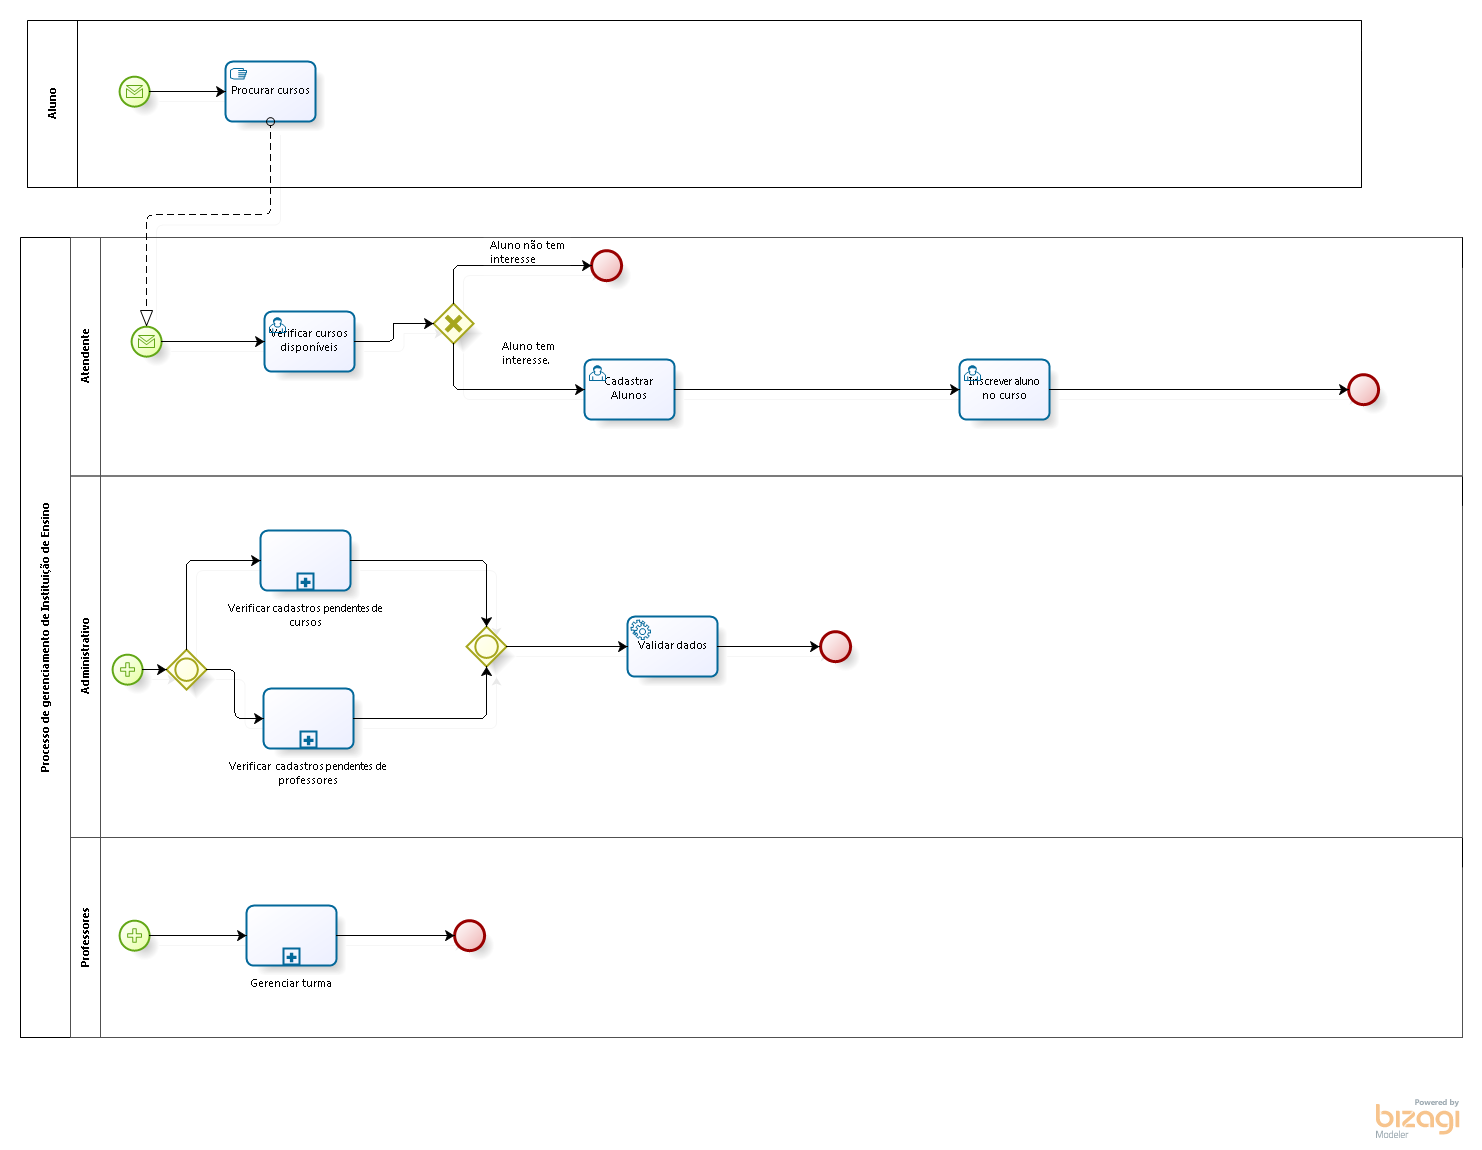 Aluno
Procurar cursos
Processo de gerenciamento de Instituição de Ensino
Atendente
Aluno não tem
interesse
Verificar cursos
disponíveis
Aluno tem
interesse.
Cadastrar
Alunos
Inscrever aluno
no curso
Administrativo
Verificar cadastros pendentes de
cursos
Validar dados
Verificar cadastros pendentes de
professores
Professores
Gerenciar turma
Powered by
bizagi
Modeler